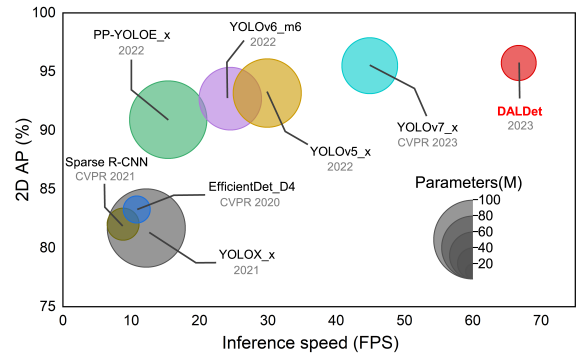 100
95
90
85
80
75
2D AP (%)
PP-YOLOE_x
2022
YOLOv6_m6
2022
YOLOv5_x
2022
YOLOv7_x
CVPR 2023
DALDet
2023
Sparse R-CNN
CVPR 2021
EfficientDet_D4
CVPR 2020
YOLOX_x
2021
Parameters(M)
100
80
60
40
20
0 10 20 30 40 50 60 70
Inference speed (FPS)